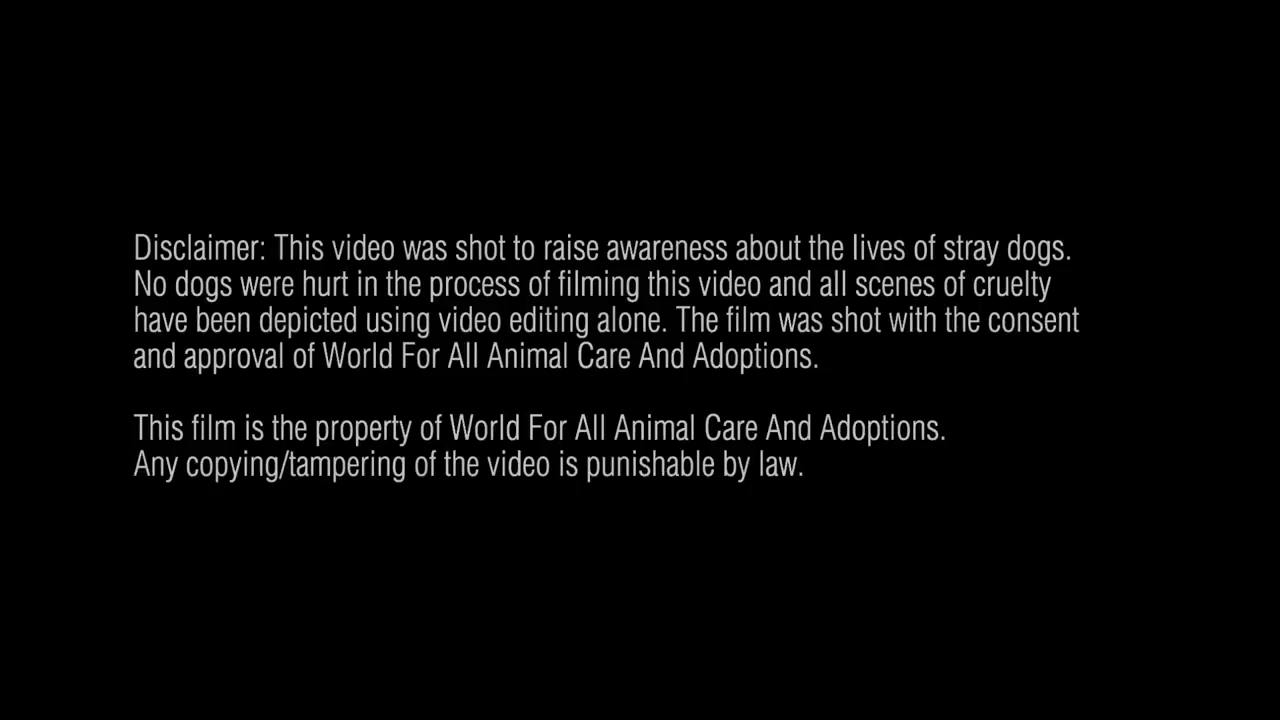 Disclaimer: This video was shot to raise awareness about the lives of stray dogs.
No dogs were hurt in the process of filming this video and all scenes of cruelty
have been depicted using video editing alone. The film was shot with the consent
and approval of World For All Animal Care And Adoptions.
This film is the property of World For All Animal Care And Adoptions.
Any copying/tampering of the video is punishable by law.